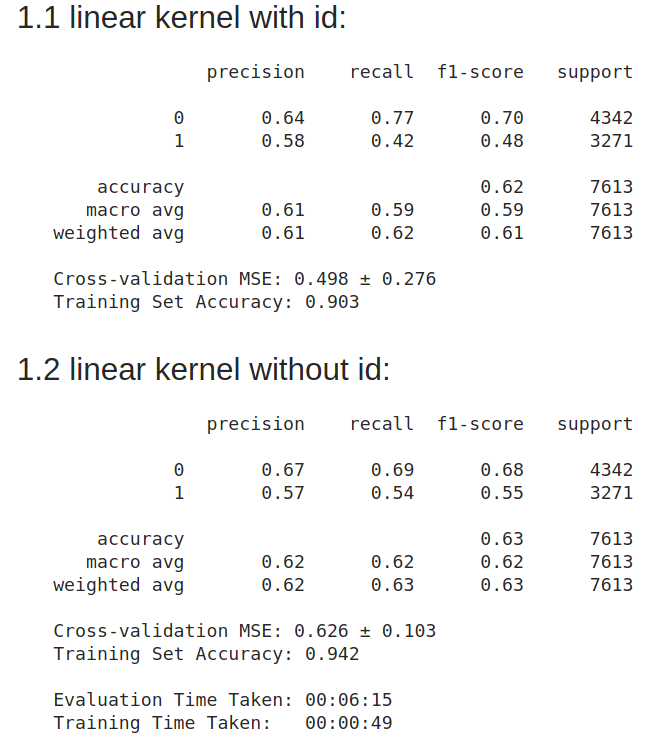 1.1 linear kernel with id:
precision recall f1-score support
0 0.64 0.77 0.70 4342
1 0.58 0.42 0.48 3271
accuracy 0.62 7613
macro avg 0.61 0.59 0.59 7613
weighted avg 0.61 0.62 0.61 7613
Cross-validation MSE: 0.498 ± 0.276
Training Set Accuracy: 0.903
1.2 linear kernel without id:
precision recall f1-score support
0 0.67 0.69 0.68 4342
1 0.57 0.54 0.55 3271
accuracy 0.63 7613
macro avg 0.62 0.62 0.62 7613
weighted avg 0.62 0.63 0.63 7613
Cross-validation MSE: 0.626 ± 0.103
Training Set Accuracy: 0.942
Evaluation Time Taken: 00:06:15
Training Time Taken: 00:00:49